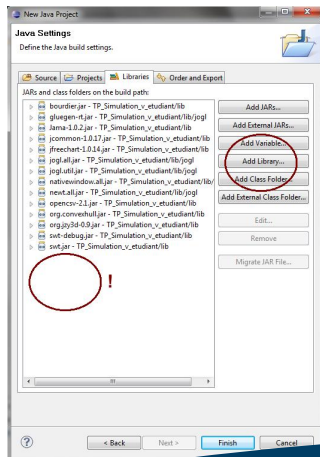 New Java Project
Java Settings
Define the Java build settings.
Source Projects Libraries Order and Export
JARs and class folders on the build path:
bourdier.jar - TP_Simulation_v_etudiant/lib
gluegen-rt.jar - TP_Simulation_v_etudiant/lib/jogl
Jama-1.0.2.jar - TP_Simulation_v_etudiant/lib
jcommon-1.0.17.jar - TP_Simulation_v_etudiant/lib
jfreechart-1.0.14.jar - TP_Simulation_v_etudiant/lib
jogl.all.jar - TP_Simulation_v_etudiant/lib/jogl
jogl.util.jar - TP_Simulation_v_etudiant/lib/jogl
nativewindow.all.jar - TP_Simulation_v_etudiant/lib/
newt.all.jar - TP_Simulation_v_etudiant/lib/jogl
opencsv-2.1.jar - TP_Simulation_v_etudiant/lib
org.convexhull.jar - TP_Simulation_v_etudiant/lib
org.jzy3d-0.9.jar - TP_Simulation_v_etudiant/lib
swt-debug.jar - TP_Simulation_v_etudiant/lib
swt.jar - TP_Simulation_v_etudiant/lib
!
Add JARs...
Add External JARs...
Add Variable...
Add Library...
Add Class Folder...
Add External Class Folder...
Edit...
Remove
Migrate JAR File...
< Back Next > Finish Cancel